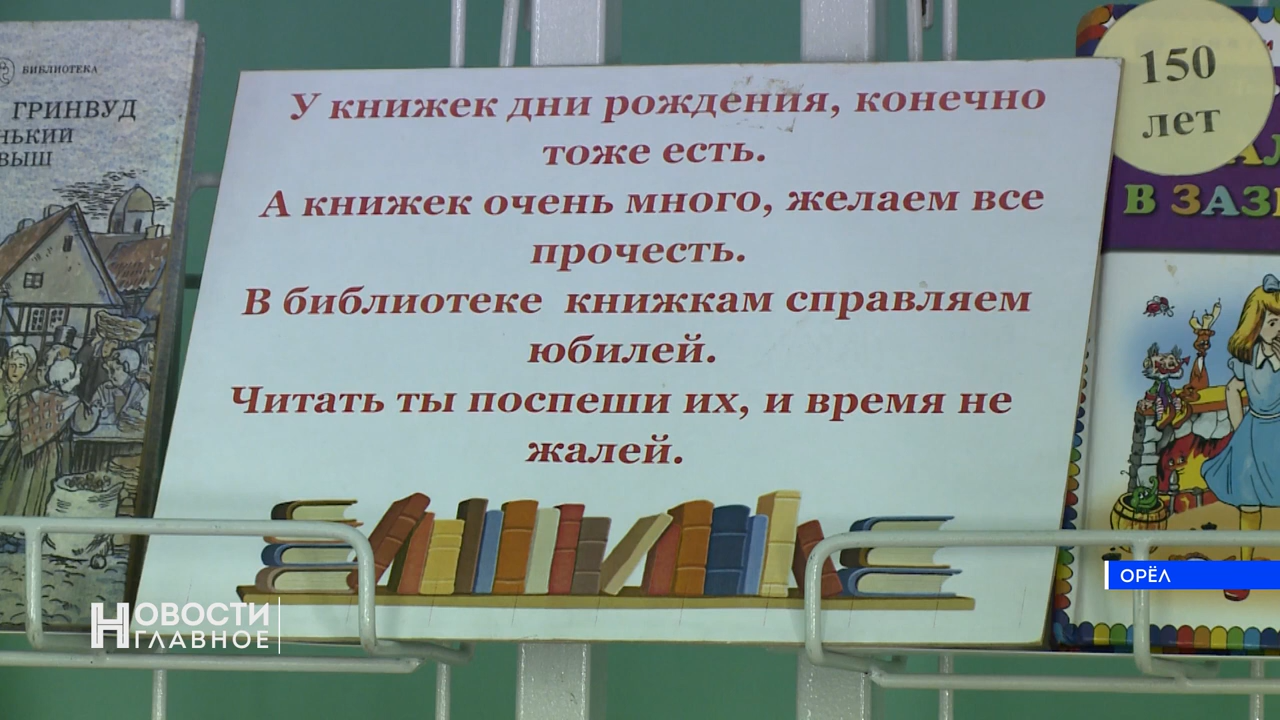 БИБЛИОТЕКА
ГРИНВУД
У книжек дни рождения, конечно
тоже есть.
А книжек очень много, желаем все
прочесть.
В библиотеке книжкам справляем
юбилей.
Читать ты поспеши их, и время не
жалей.
150
лет
В ЗАЗ
ОРЁЛ
НОВОСТИ
ГЛАВНОЕ